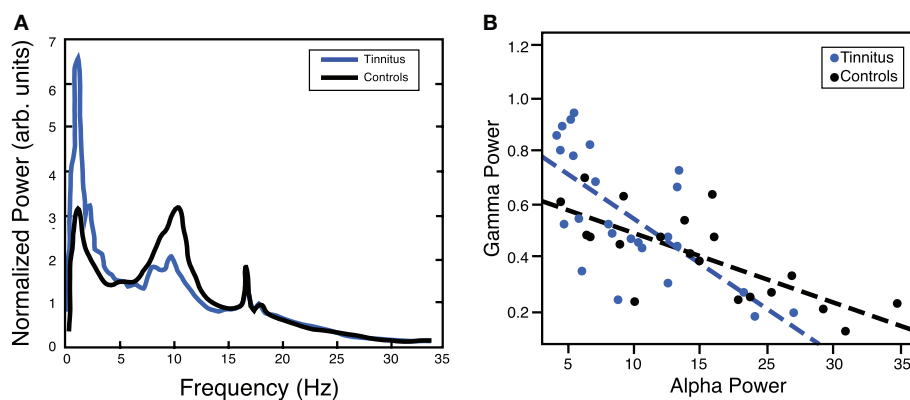 A
Normalized Power (arb. units)
7
6
5
4
3
2
1
0
0 5 10 15 20 25 30 35
Frequency (Hz)
Tinnitus
Controls
B
Gamma Power
1.2
1.0
0.8
0.6
0.4
0.2
5 10 15 25 30 35
Alpha Power
Tinnitus
Controls